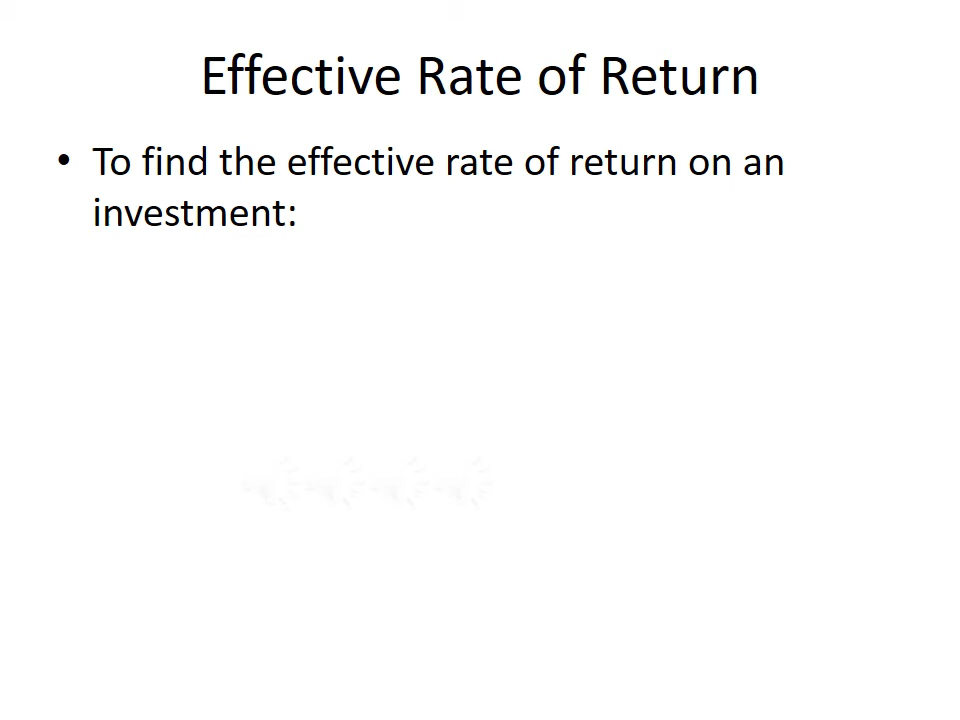 Effective Rate of Return
• To find the effective rate of return on an
investment: